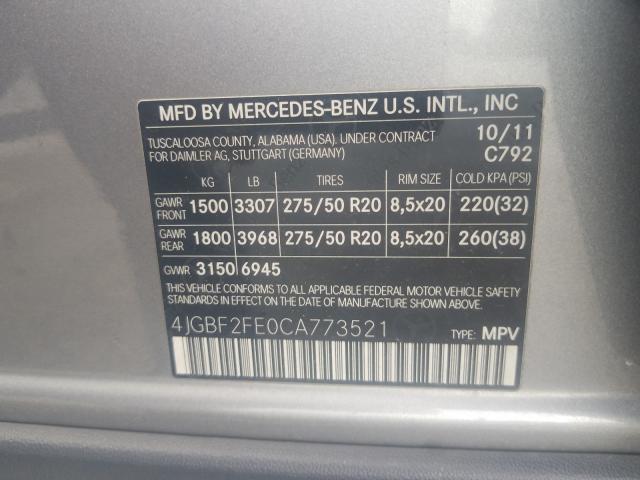 MFD BY MERCEDES-BENZ U.S. INTL., INC
TUSCALOOSA COUNTY, ALABAMA (USA). UNDER CONTRACT 10/11
FOR DAIMLER AG, STUTTGART (GERMANY) C792
KG LB TIRES RIM SIZE COLD KPA (PSI)
GAWR FRONT 1500 3307 275/50 R20 8,5x20 220(32)
GAWR REAR 1800 3968 275/50 R20 8,5x20 260(38)
GVWR 3150 6945
THIS VEHICLE CONFORMS TO ALL APPLICABLE FEDERAL MOTOR VEHICLE SAFETY
STANDARDS IN EFFECT ON THE DATE OF MANUFACTURE SHOWN ABOVE.
4JGBF2FE0CA773521 TYPE: MPV